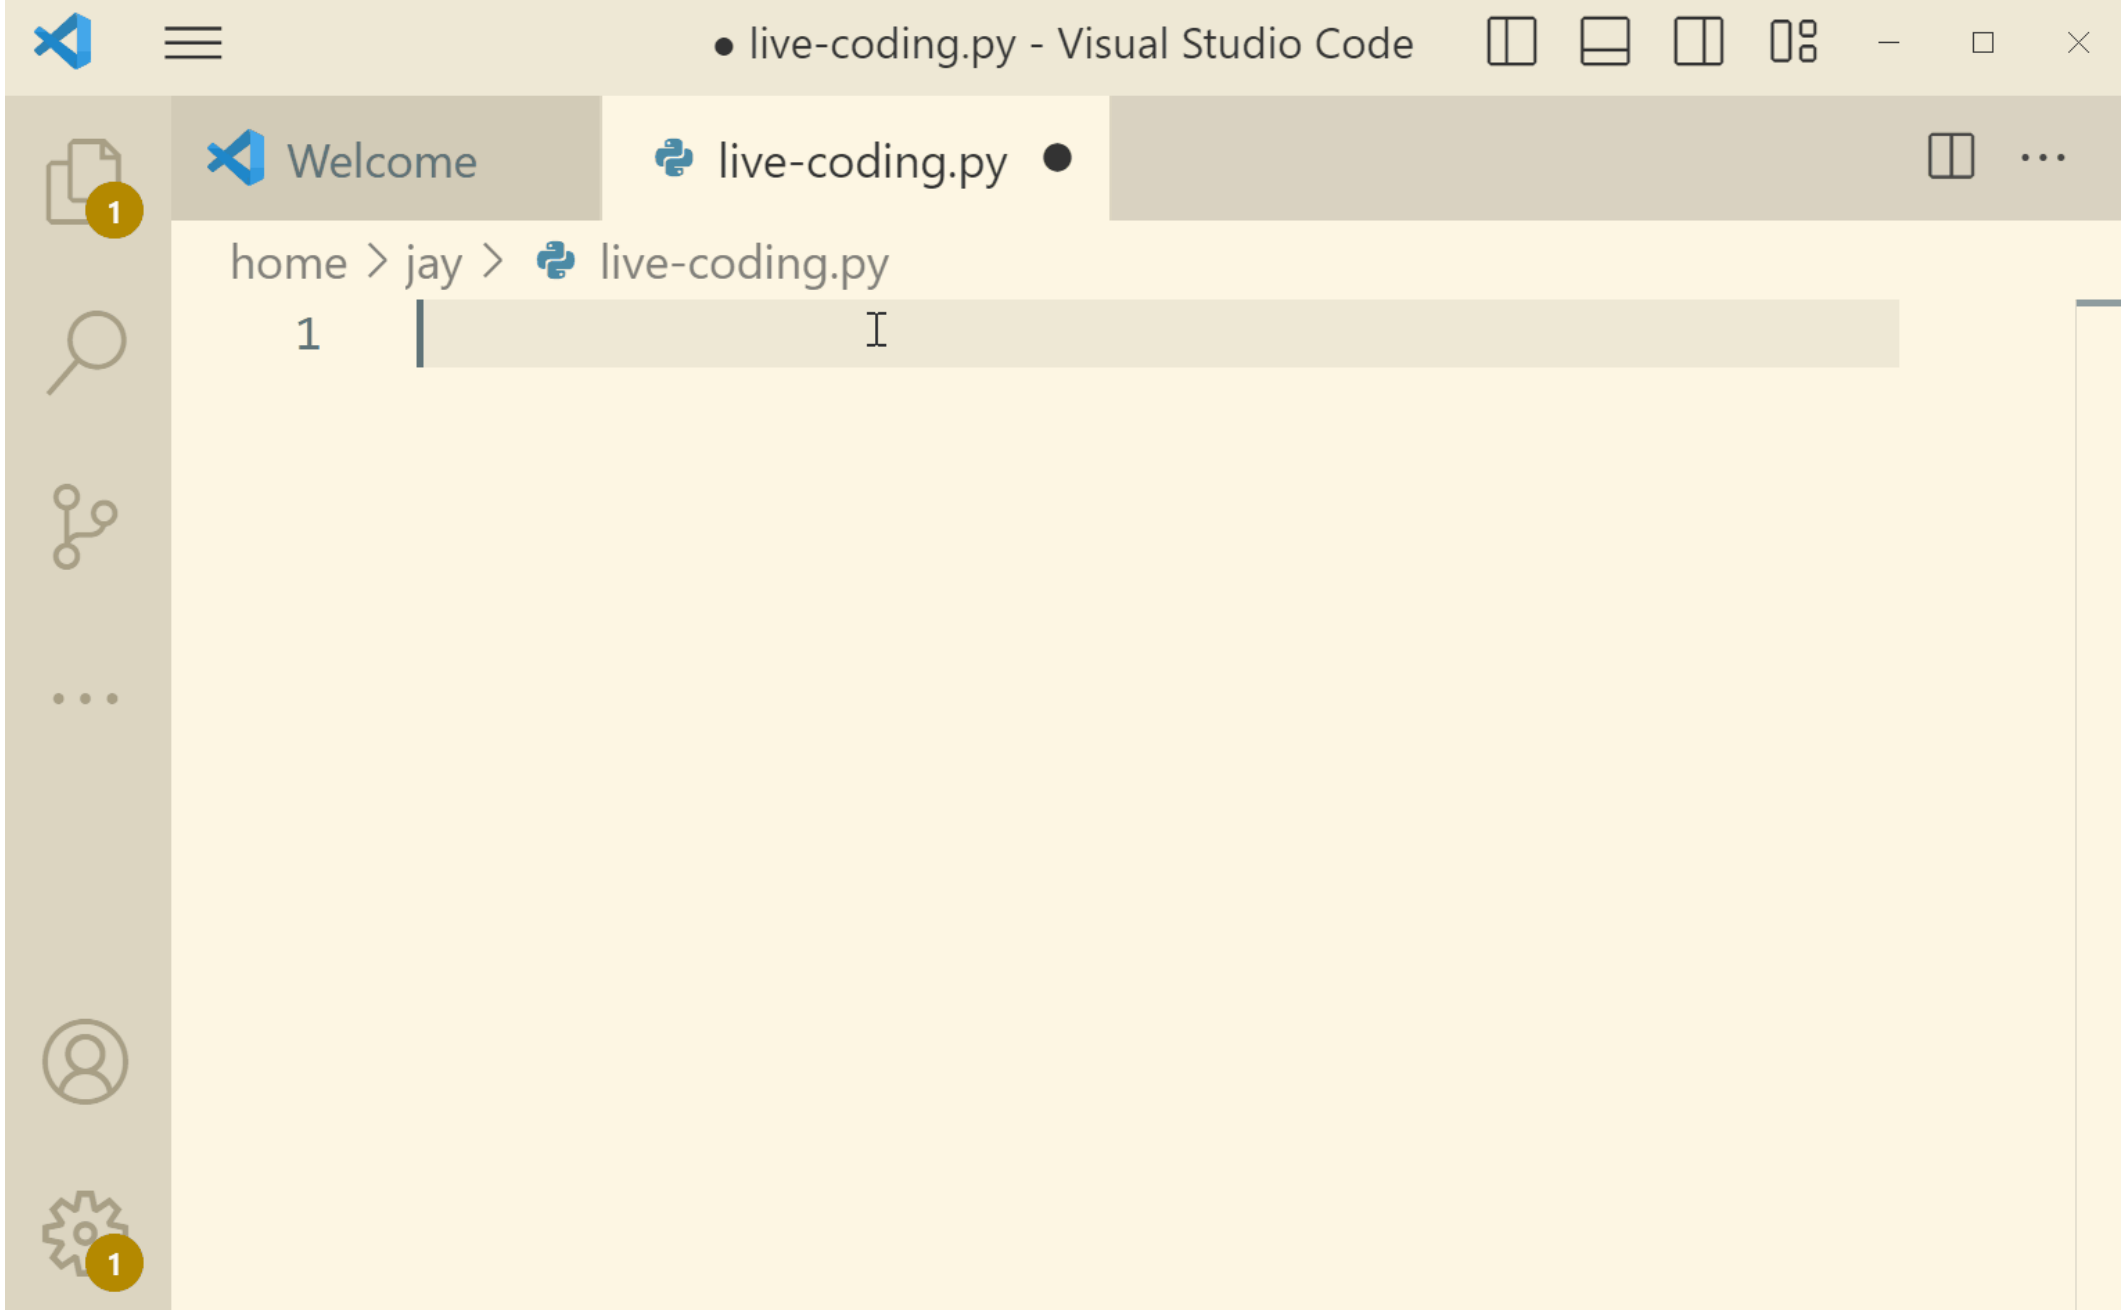 ● live-coding.py - Visual Studio Code
Welcome
live-coding.py ●
1
home > jay > live-coding.py
1
1